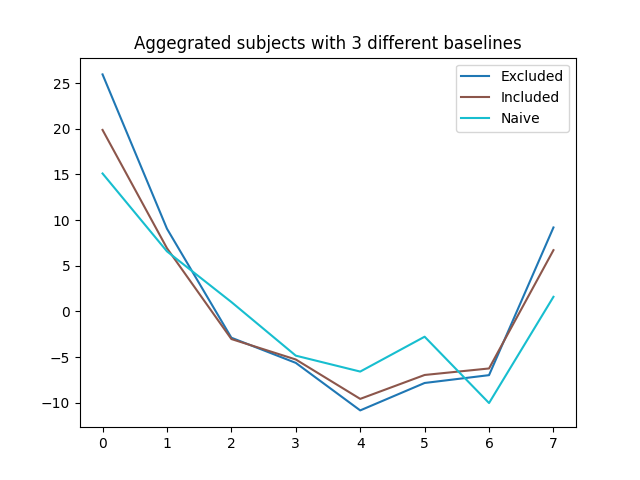 Aggegrated subjects with 3 different baselines
Excluded
Included
Naive
25
20
15
10
5
0
−5
−10
0 1 2 3 4 5 6 7